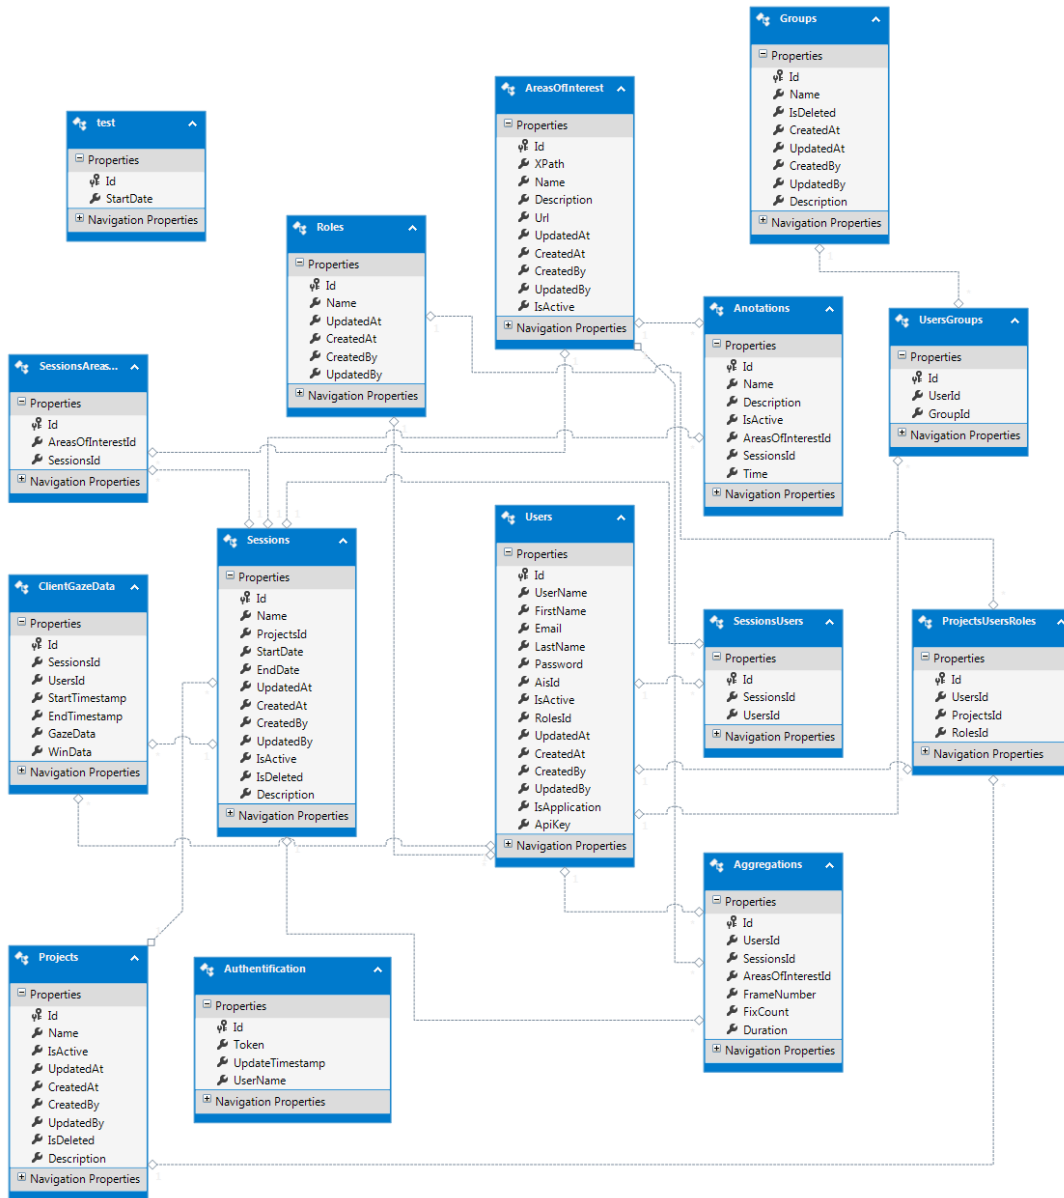 Groups
Properties
Id
Name
IsDeleted
CreatedAt
UpdatedAt
CreatedBy
UpdatedBy
Description
Navigation Properties
AreasOfInterest
Properties
Id
XPath
Name
Description
Url
UpdatedAt
CreatedAt
CreatedBy
UpdatedBy
IsActive
Navigation Properties
test
Properties
Id
StartDate
Navigation Properties
Roles
Properties
Id
Name
UpdatedAt
CreatedAt
CreatedBy
UpdatedBy
Navigation Properties
Anotations
Properties
Id
Name
Description
IsActive
AreasOfInterestId
SessionsId
Time
Navigation Properties
UsersGroups
Properties
Id
UserId
GroupId
Navigation Properties
SessionsAreas...
Properties
Id
AreasOfInterestId
SessionsId
Navigation Properties
Sessions
Properties
Id
Name
ProjectsId
StartDate
EndDate
UpdatedAt
CreatedAt
CreatedBy
UpdatedBy
IsActive
IsDeleted
Description
Navigation Properties
Users
Properties
Id
UserName
FirstName
Email
LastName
Password
AisId
IsActive
RolesId
UpdatedAt
CreatedAt
CreatedBy
UpdatedBy
IsApplication
ApiKey
Navigation Properties
ClientGazeData
Properties
Id
SessionsId
UsersId
StartTimestamp
EndTimestamp
GazeData
WinData
Navigation Properties
SessionsUsers
Properties
Id
SessionsId
UsersId
Navigation Properties
ProjectsUsersRoles
Properties
Id
UsersId
ProjectsId
RolesId
Navigation Properties
Aggregations
Properties
Id
UsersId
SessionsId
AreasOfInterestId
FrameNumber
FixCount
Duration
Navigation Properties
Projects
Properties
Id
Name
IsActive
UpdatedAt
CreatedAt
CreatedBy
UpdatedBy
IsDeleted
Description
Navigation Properties
Authentification
Properties
Id
Token
UpdateTimestamp
UserName
Navigation Properties